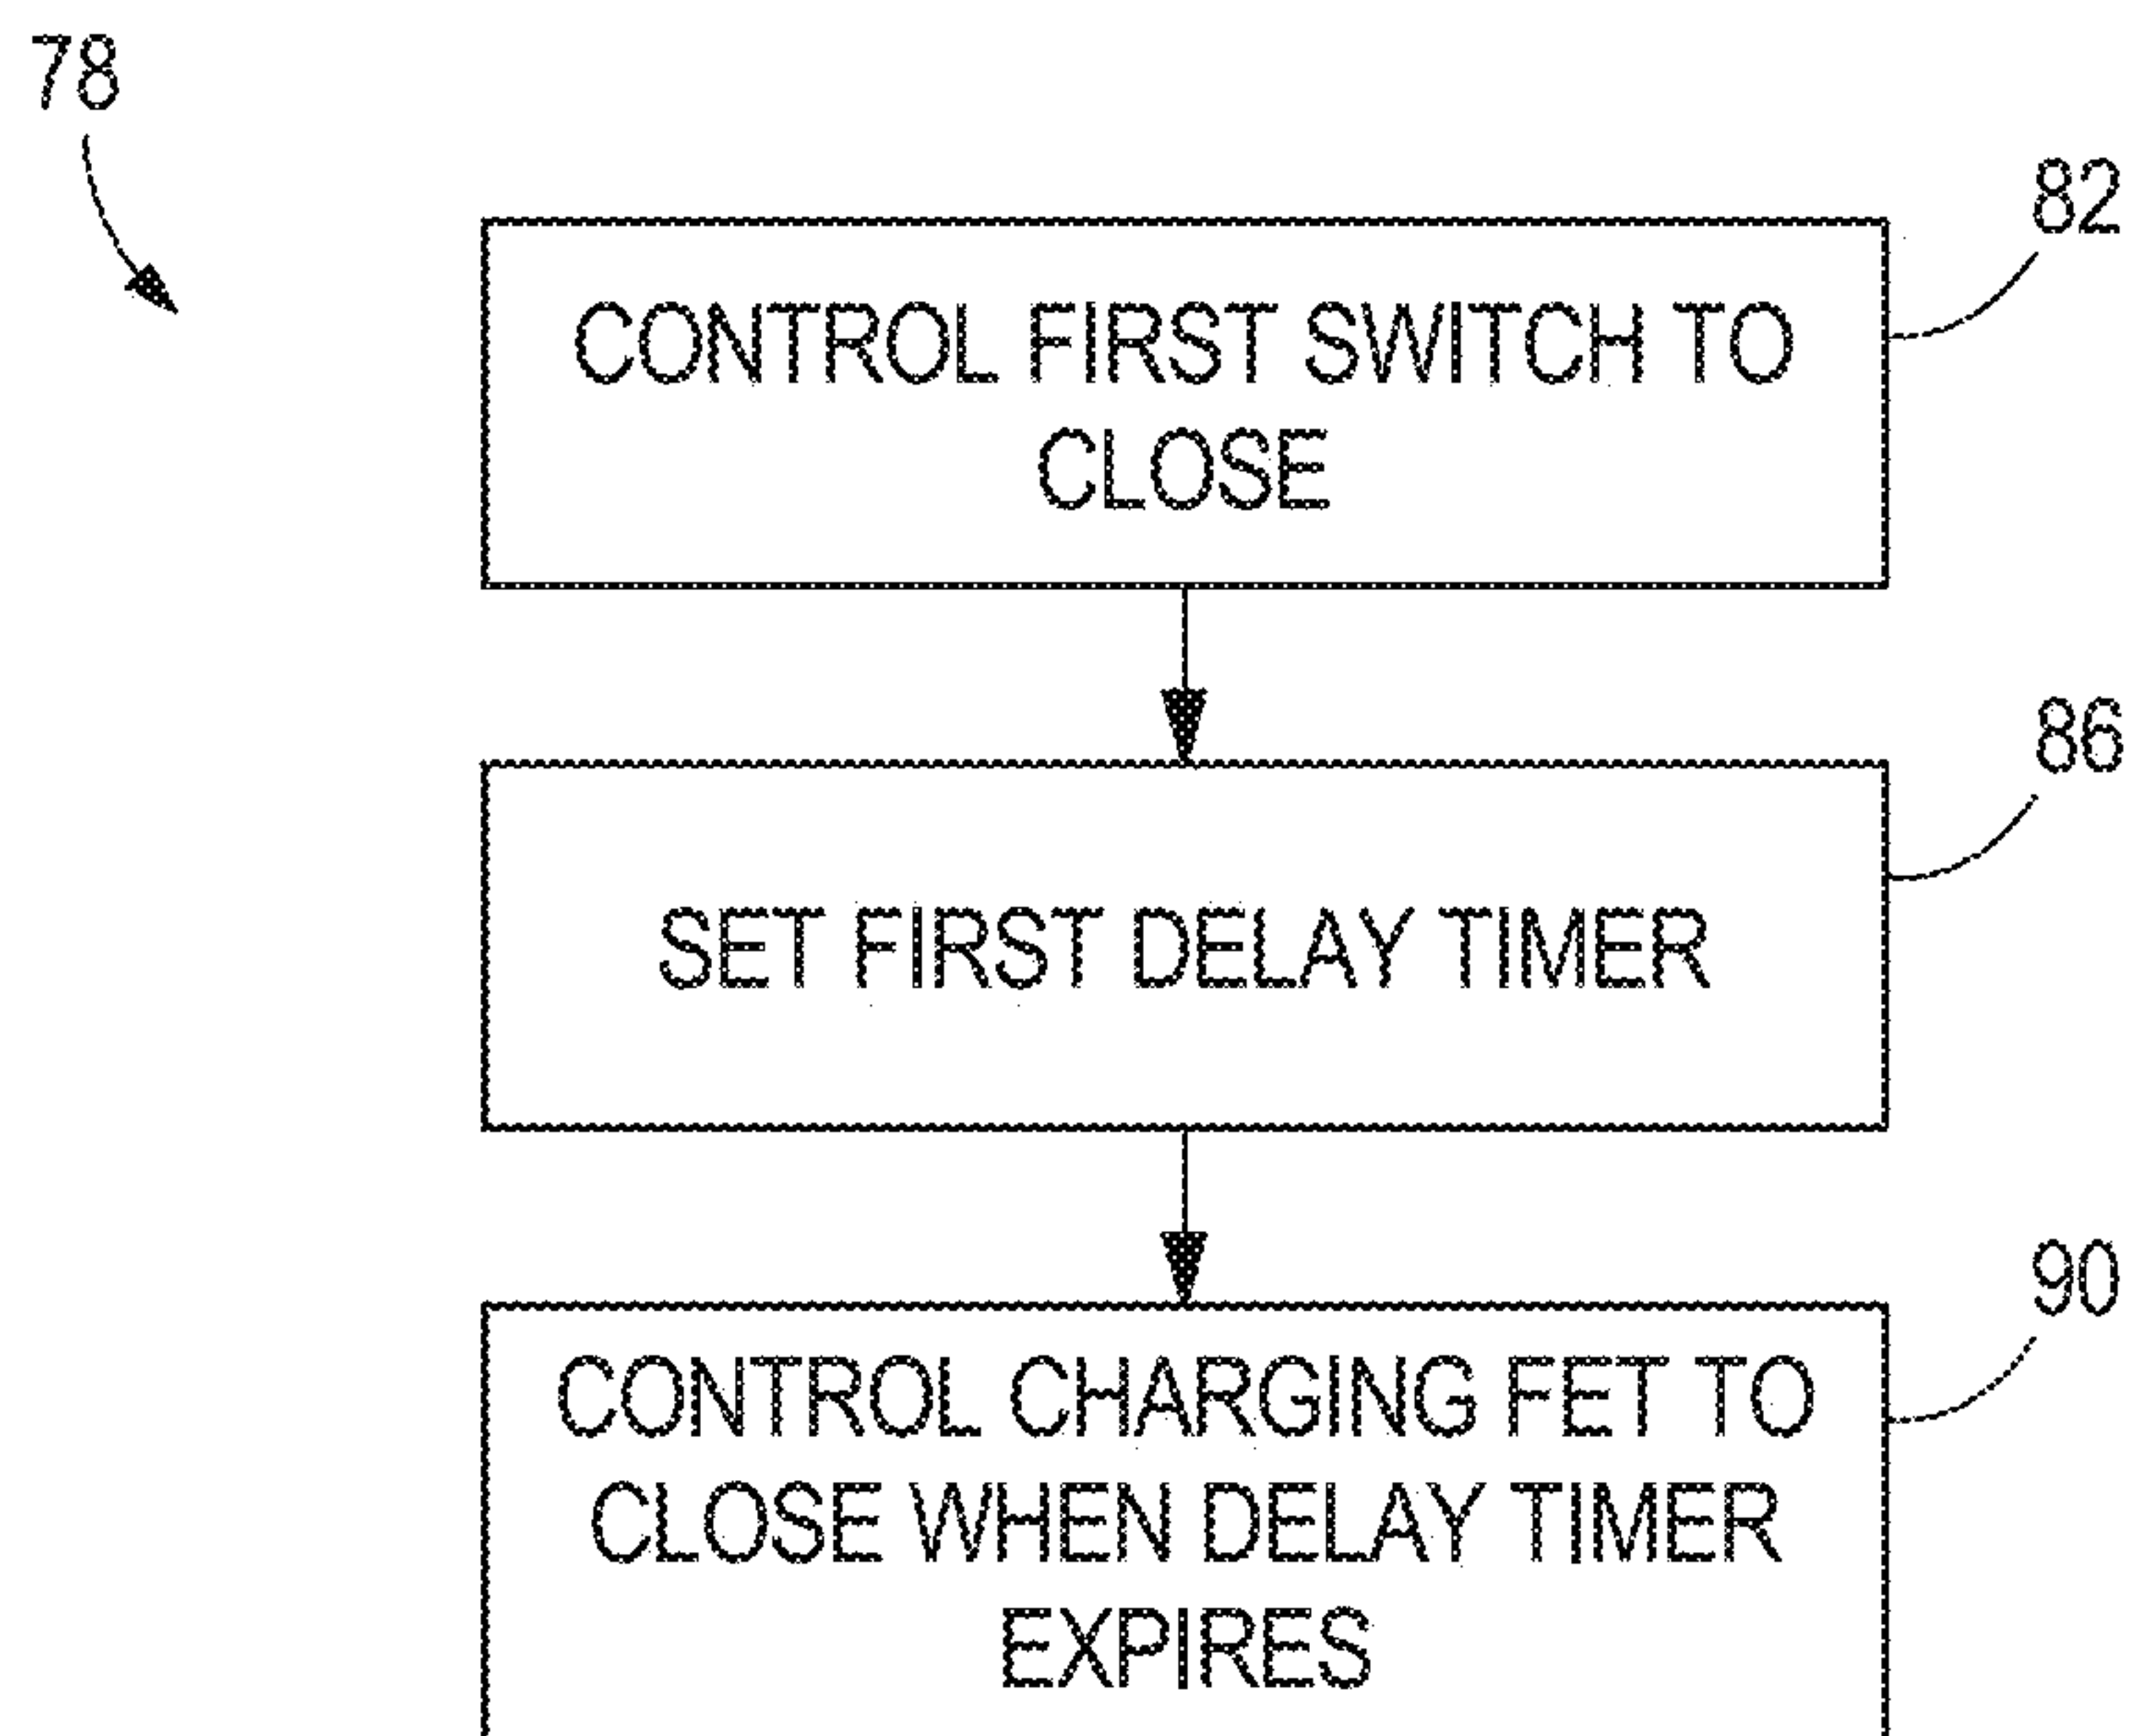 78
82
CONTROL FIRST SWITCH TO
CLOSE
86
SET FIRST DELAY TIMER
90
CONTROL CHARGING FET TO
CLOSE WHEN DELAY TIMER
EXPIRES